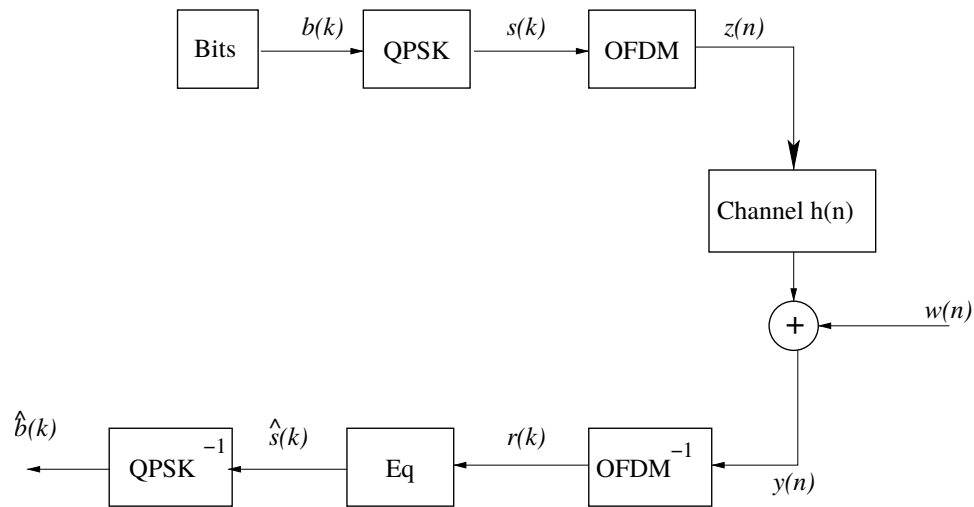 b(k) s(k) z(n)
Bits QPSK OFDM
Channel h(n)
w(n)
+
b̂(k) ŝ(k) r(k)
QPSK⁻¹ Eq OFDM⁻¹
y(n)